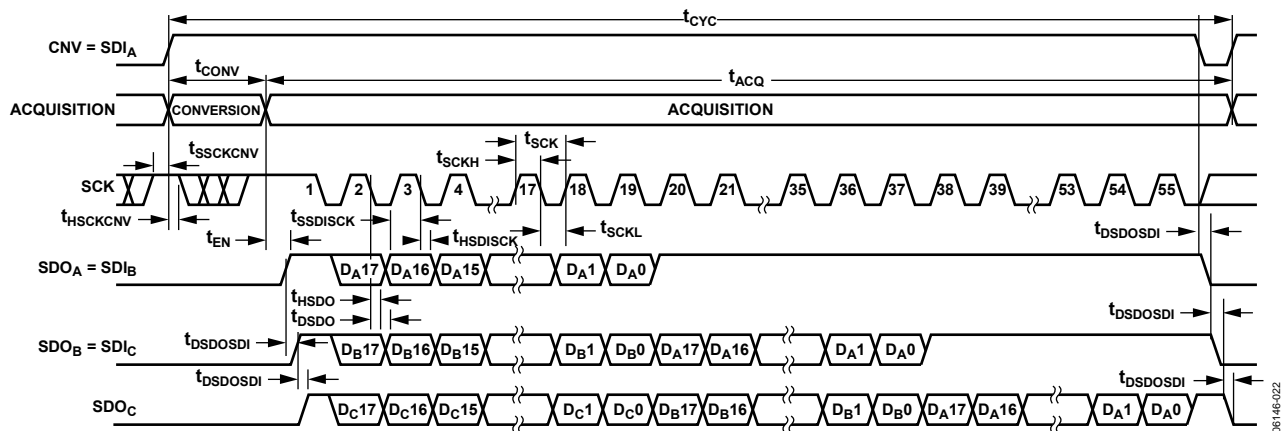 tCYC
CNV = SDIA
tCONV
tACQ
ACQUISITION
CONVERSION
ACQUISITION
tSSCKCNV
tSCK
tSCKH
SCK
1 2 3 4 17 18 19 20 21 35 36 37 38 39 53 54 55
tHSCKCNV
tSSDISCK
tSCKL
tEN
tHSDISCK
tDSDOSDI
SDOA = SDIB
DA17 DA16 DA15 DA1 DA0
tHSDO
tDSDO
tDSDOSDI
tDSDOSDI
SDOB = SDIC
DB17 DB16 DB15 DB1 DB0 DA17 DA16 DA1 DA0
tDSDOSDI
tDSDOSDI
SDOC
DC17 DC16 DC15 DC1 DC0 DB17 DB16 DB1 DB0 DA17 DA16 DA1 DA0
06146-022